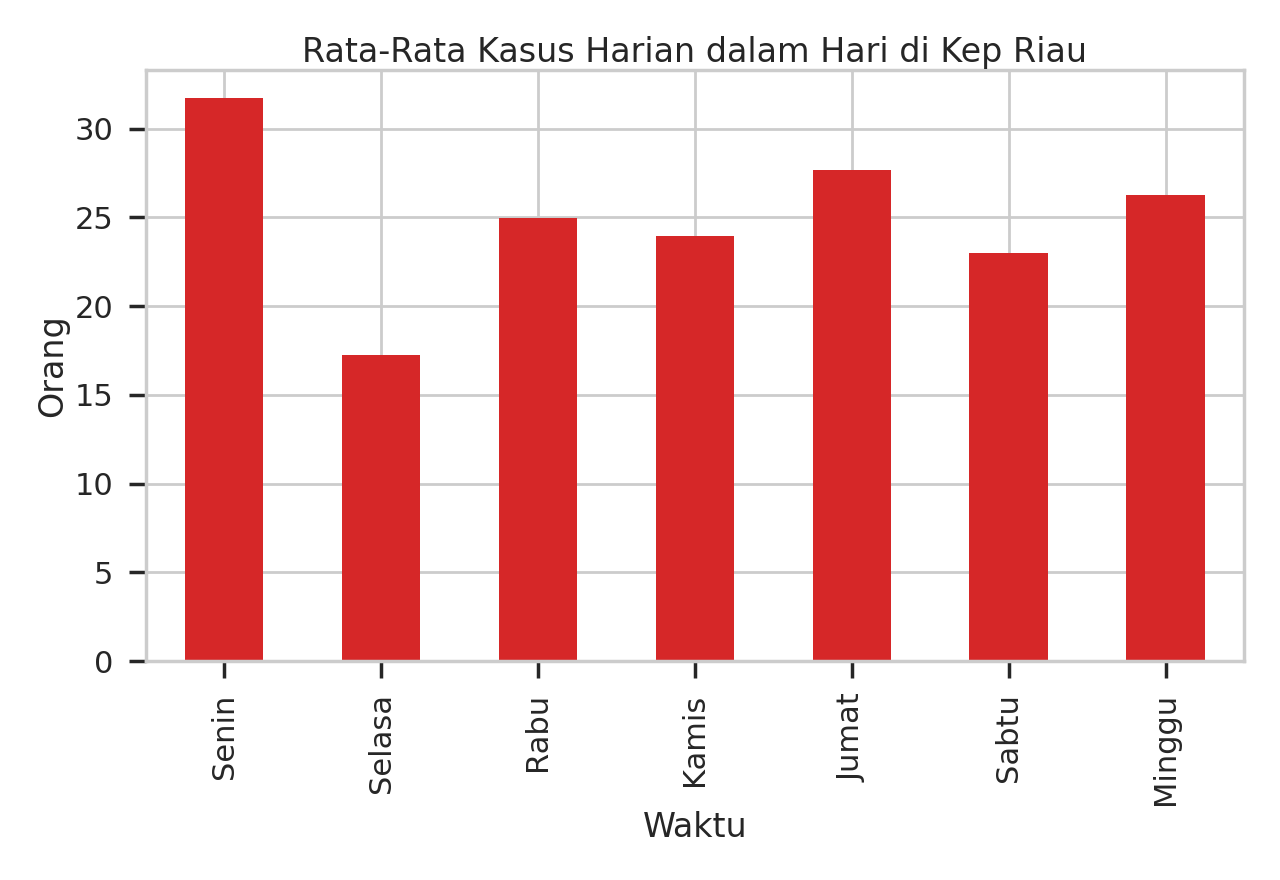 Rata-Rata Kasus Harian dalam Hari di Kep Riau
30
25
20
15
10
5
0
Orang
Senin
Selasa
Rabu
Kamis
Jumat
Sabtu
Minggu
Waktu